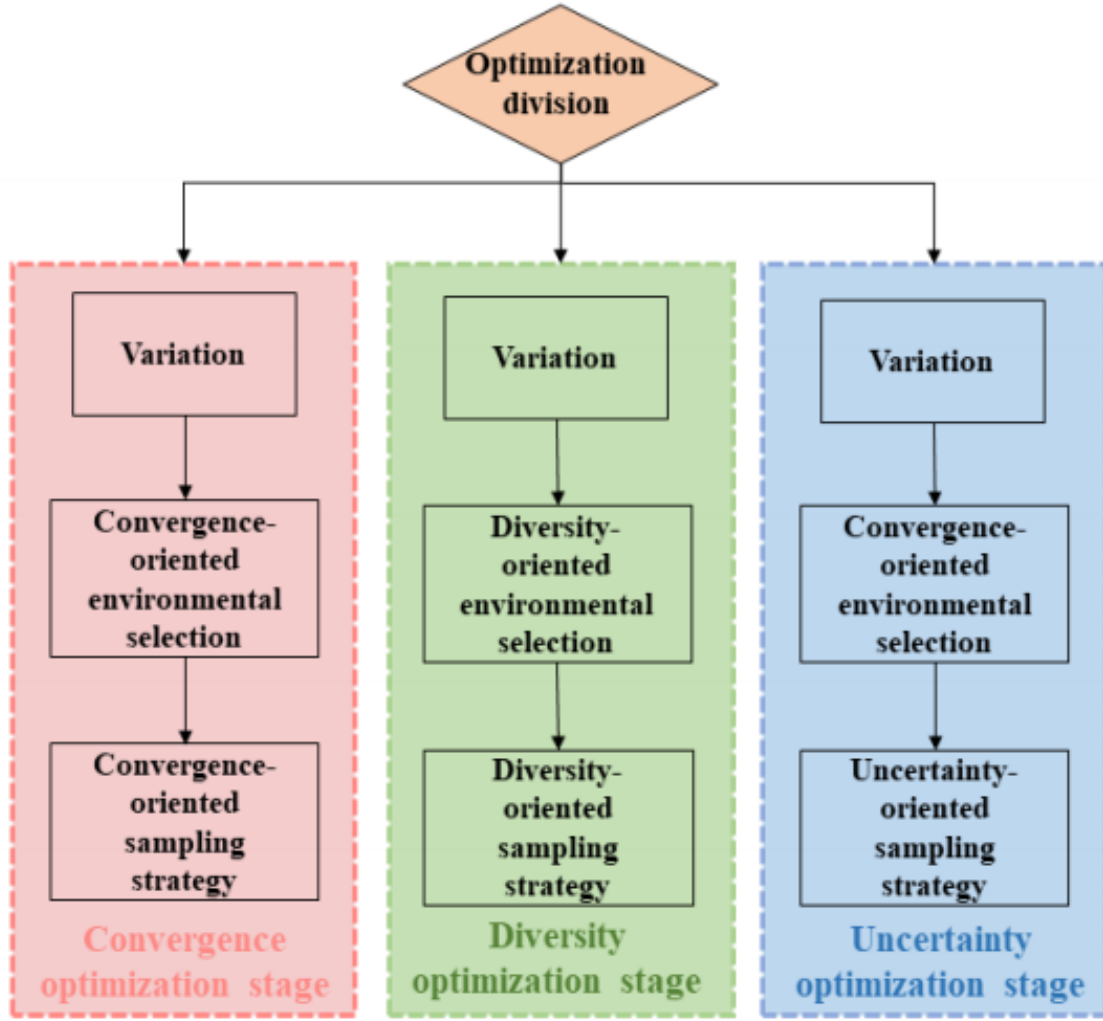 Optimization
division
Variation
Convergence-
oriented
environmental
selection
Convergence-
oriented
sampling
strategy
Convergence
optimization stage
Variation
Diversity-
oriented
environmental
selection
Diversity-
oriented
sampling
strategy
Diversity
optimization stage
Variation
Convergence-
oriented
environmental
selection
Uncertainty-
oriented
sampling
strategy
Uncertainty
optimization stage